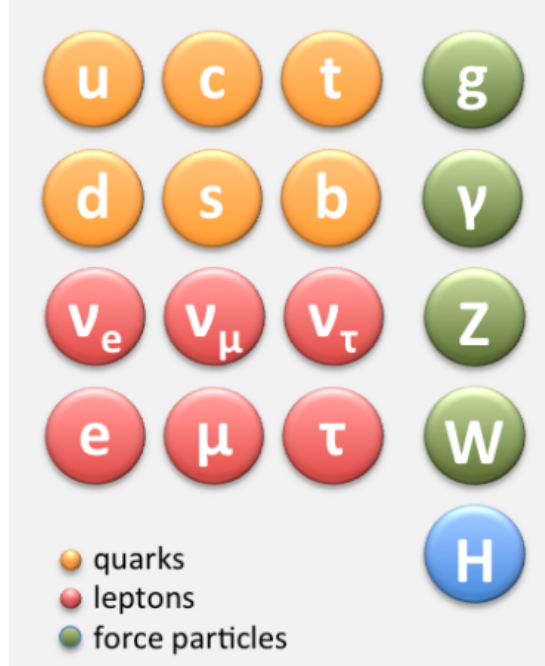 u c t g
d s b γ
νe νμ ντ Z
e μ τ W
H
quarks
leptons
force particles